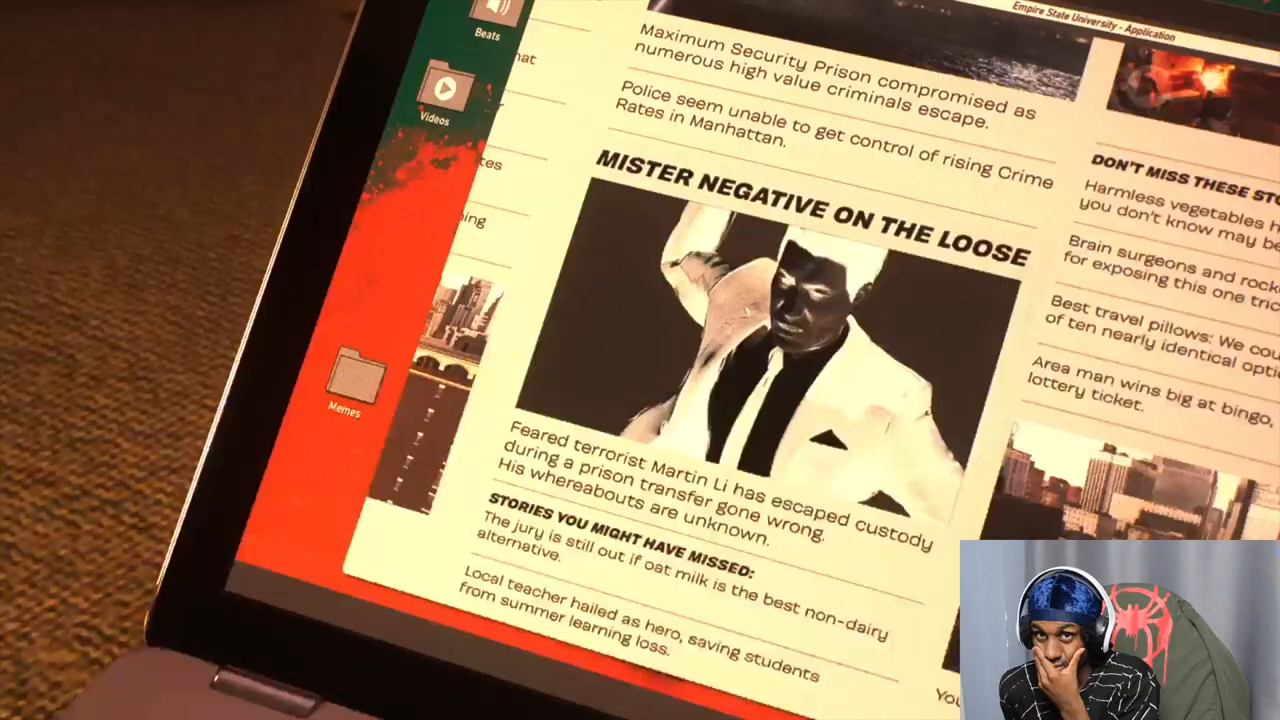 Beats
Videos
Memes
Empire State University - Application
Maximum Security Prison compromised as
numerous high value criminals escape.
Police seem unable to get control of rising Crime
Rates in Manhattan.
MISTER NEGATIVE ON THE LOOSE
Feared terrorist Martin Li has escaped custody
during a prison transfer gone wrong.
His whereabouts are unknown.
STORIES YOU MIGHT HAVE MISSED:
The jury is still out if oat milk is the best non-dairy
alternative.
Local teacher hailed as hero, saving students
from summer learning loss.
DON'T MISS THESE
Harmless vegetables
you don't know may be
Brain surgeons and
for exposing this one
Best travel pillows: We
of ten nearly identical
Area man wins big at bingo,
lottery ticket.